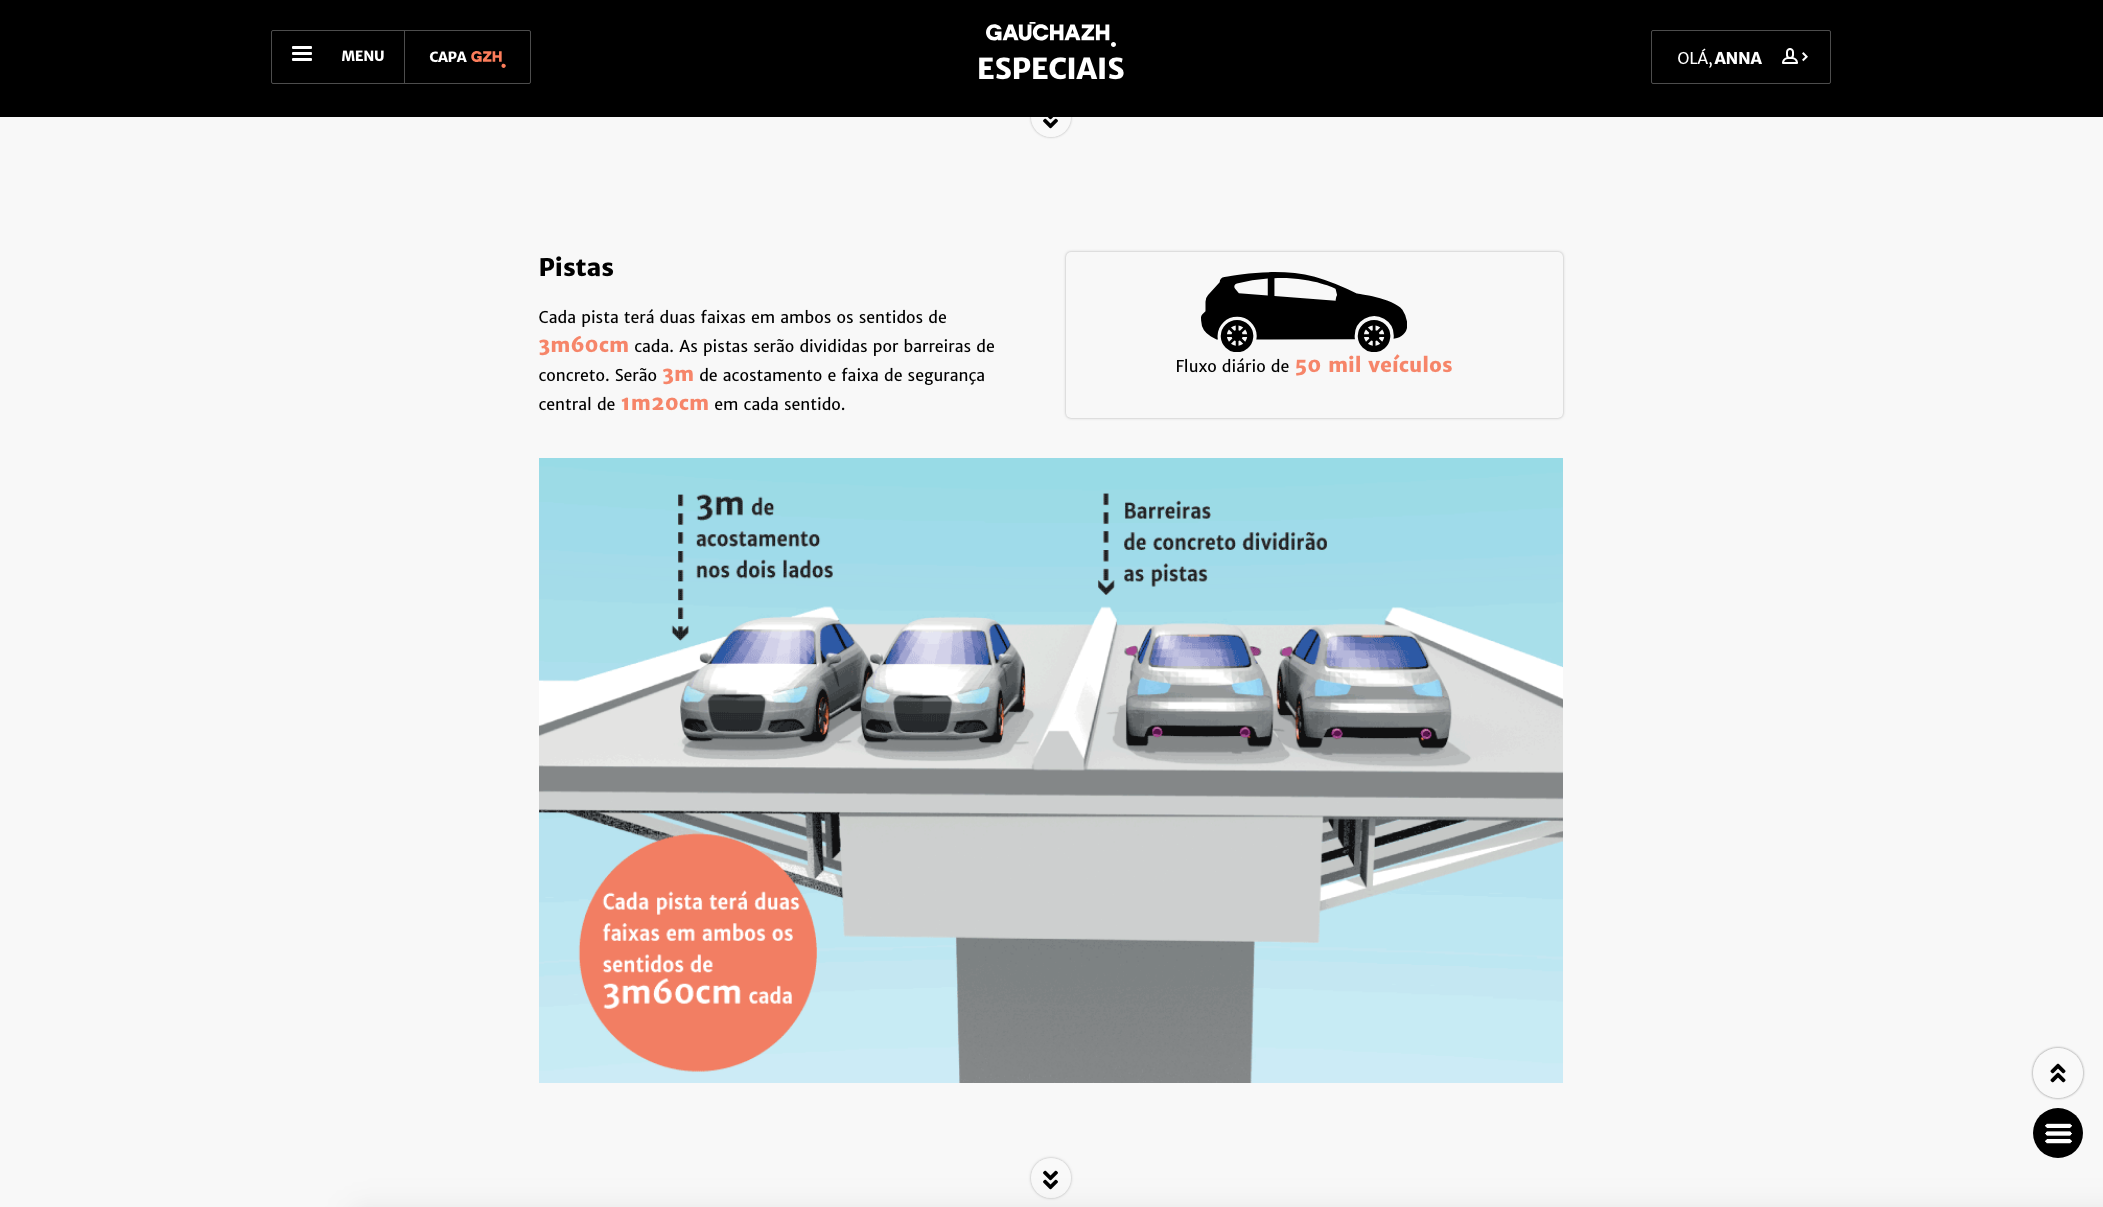 MENU
CAPA GZH.
GAÚCHAZH.
ESPECIAIS
OLÁ, ANNA
Pistas
Cada pista terá duas faixas em ambos os sentidos de
3m60cm cada. As pistas serão divididas por barreiras de
concreto. Serão 3m de acostamento e faixa de segurança
central de 1m20cm em cada sentido.
Fluxo diário de 50 mil veículos
3m de
acostamento
nos dois lados
Barreiras
de concreto dividirão
as pistas
Cada pista terá duas
faixas em ambos os
sentidos de
3m60cm cada